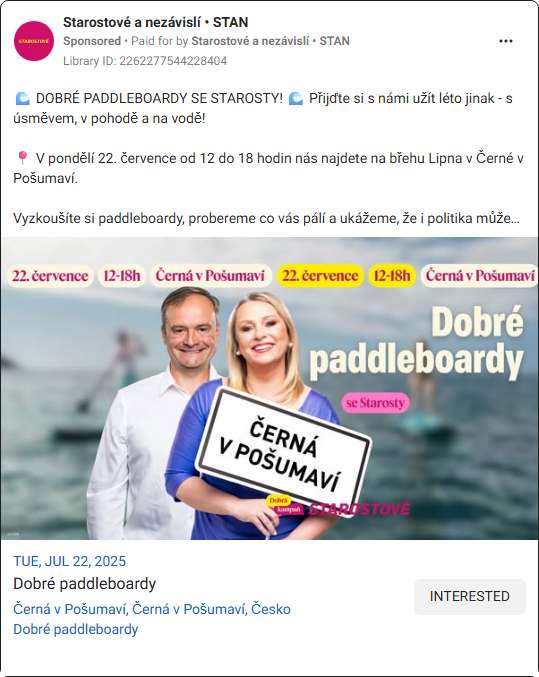 Starostové a nezávislí • STAN
Sponsored • Paid for by Starostové a nezávislí • STAN
Library ID: 2262277544228404
STAROSTOVÉ
🌊 DOBRÉ PADDLEBOARDY SE STAROSTY! 🌊 Přijďte si s námi užít léto jinak - s
úsměvem, v pohodě a na vodě!
📍 V pondělí 22. července od 12 do 18 hodin nás najdete na břehu Lipna v Černé v
Pošumaví.
Vyzkoušíte si paddleboardy, probereme co vás pálí a ukážeme, že i politika může...
22. července 12-18h Černá v Pošumaví 22. července 12-18h Černá v Pošumaví
Dobré
paddleboardy
se Starosty
ČERNÁ
V POŠUMAVÍ
Dobrá
kampaň
STAROSTOVÉ
TUE, JUL 22, 2025
Dobré paddleboardy
Černá v Pošumaví, Černá v Pošumaví, Česko
Dobré paddleboardy
INTERESTED